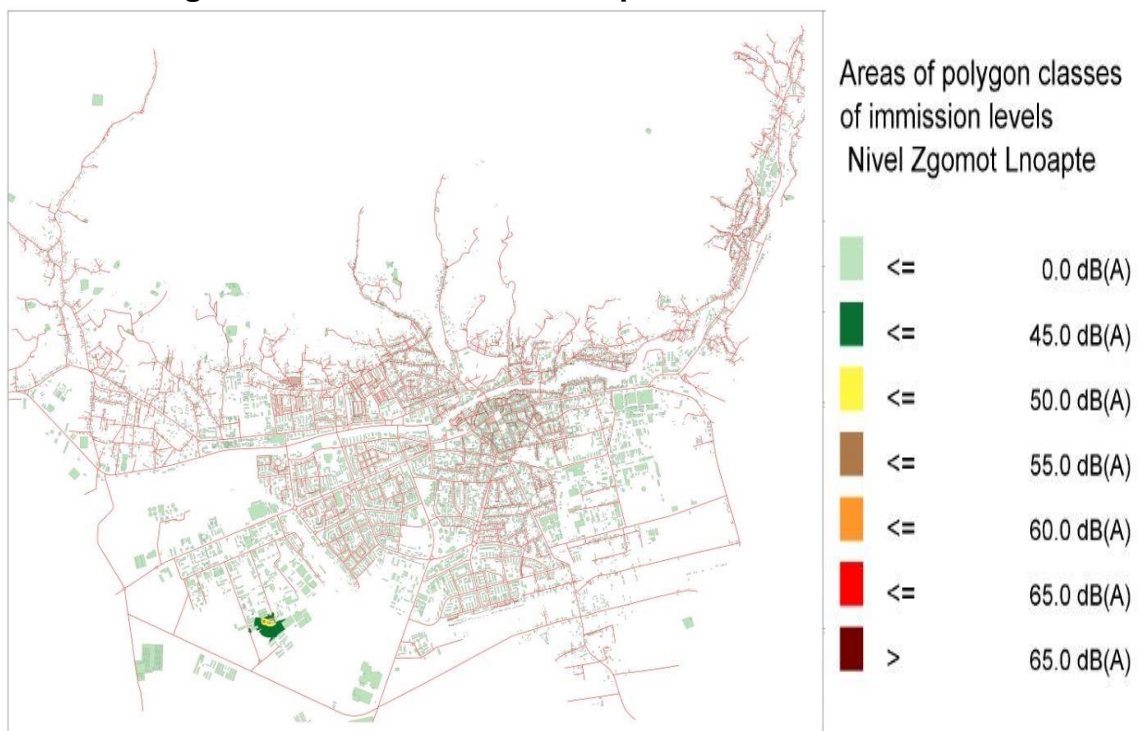 Areas of polygon classes
of immission levels
Nivel Zgomot Lnoapte
<= 0.0 dB(A)
<= 45.0 dB(A)
<= 50.0 dB(A)
<= 55.0 dB(A)
<= 60.0 dB(A)
<= 65.0 dB(A)
> 65.0 dB(A)